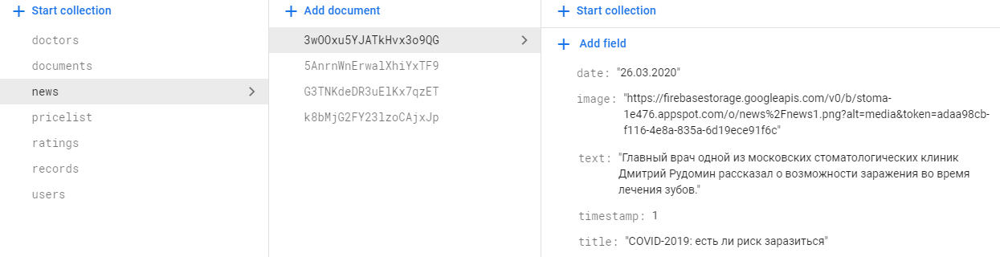 Start collection
doctors
documents
news
pricelist
ratings
records
users
Add document
3wOOxu5YJATkHvx3o9QG
5AnrnWnErwalXhiYxTF9
G3TNKdeDR3uElKx7qzET
k8bMjG2FY23lzoCAjxJp
Start collection
Add field
date: "26.03.2020"
image: "https://firebasestorage.googleapis.com/v0/b/stoma-
1e476.appspot.com/o/news%2Fnews1.png?alt=media&token=adaa98cb-
f116-4e8a-835a-6d19ece91f6c"
text: "Главный врач одной из московских стоматологических клиник
Дмитрий Рудомин рассказал о возможности заражения во время
лечения зубов."
timestamp: 1
title: "COVID-2019: есть ли риск заразиться"